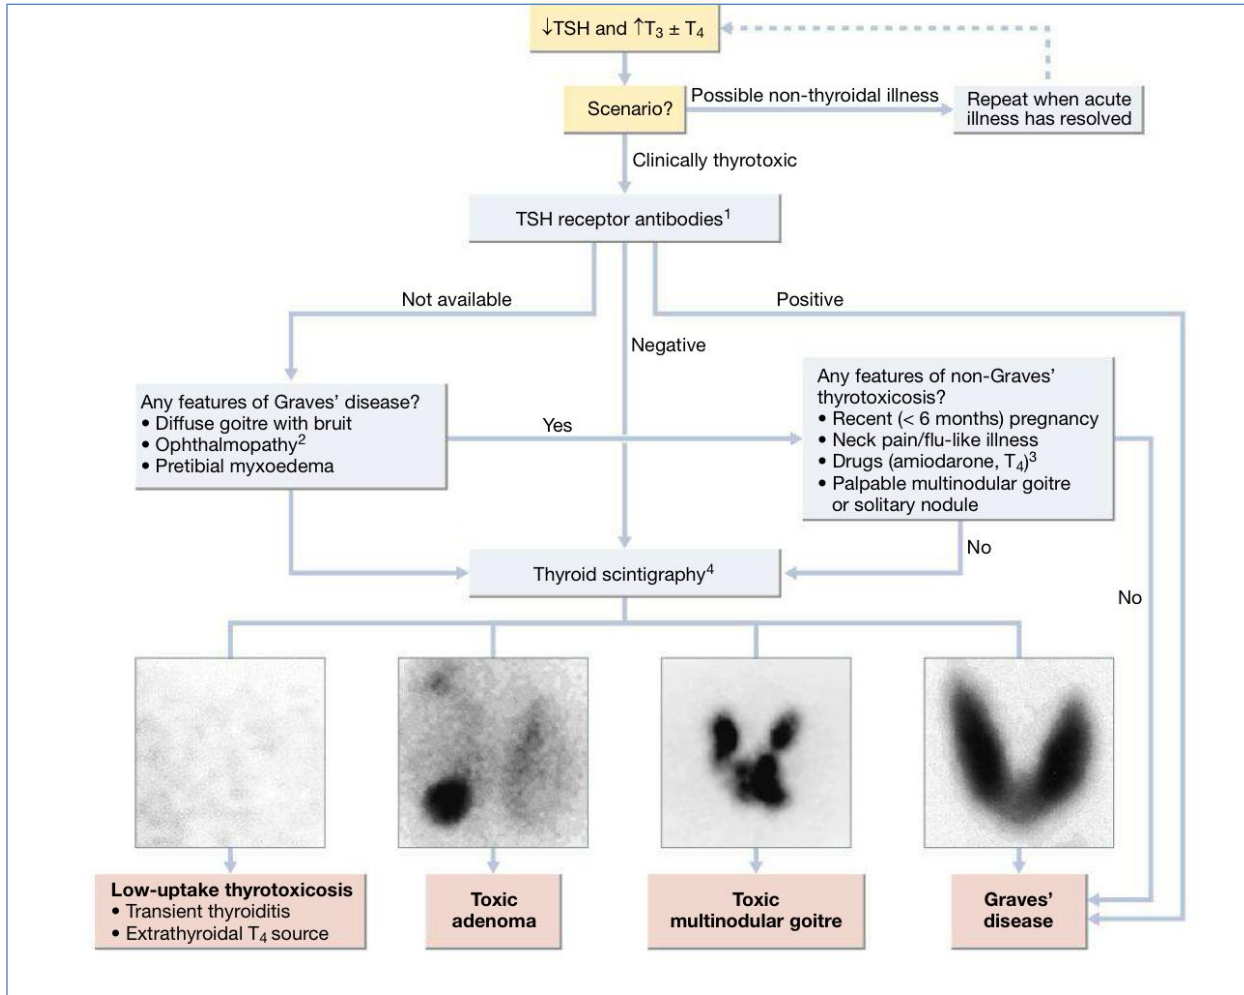 ↓TSH and ↑T₃ ± T₄
Scenario?
Possible non-thyroidal illness
Repeat when acute
illness has resolved
Clinically thyrotoxic
TSH receptor antibodies¹
Not available
Positive
Negative
Any features of Graves’ disease?
• Diffuse goitre with bruit
• Ophthalmopathy²
• Pretibial myxoedema
Yes
Any features of non-Graves’
thyrotoxicosis?
• Recent (< 6 months) pregnancy
• Neck pain/flu-like illness
• Drugs (amiodarone, T₄)³
• Palpable multinodular goitre
or solitary nodule
No
Thyroid scintigraphy⁴
No
Low-uptake thyrotoxicosis
• Transient thyroiditis
• Extrathyroidal T₄ source
Toxic
adenoma
Toxic
multinodular goitre
Graves’
disease